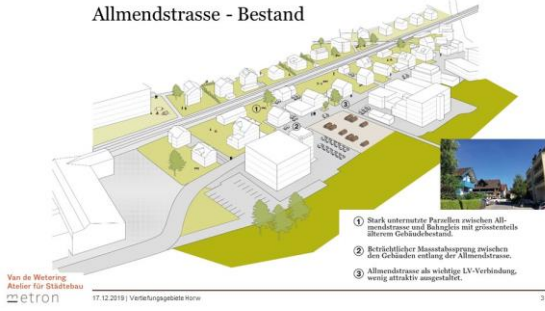 Allmendstrasse - Bestand
1
2
3
1 Stark unternutzte Parzellen zwischen All-
mendstrasse und Bahngleis mit grösstenteils
älterem Gebäudebestand.
2 Beträchtlicher Massstabssprung zwischen
den Gebäuden entlang der Allmendstrasse.
3 Allmendstrasse als wichtige LV-Verbindung,
wenig attraktiv ausgestaltet.
Van de Wetering
Atelier für Städtebau
metron
17.12.2019 | Vertiefungsgebiete Horw
3